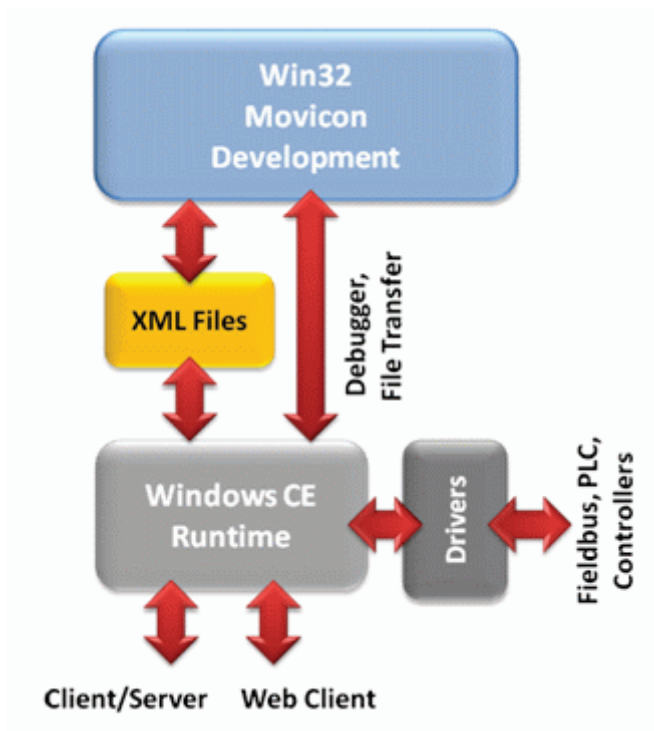 Win32
Movicon
Development
XML Files
Debugger,
File Transfer
Windows CE
Runtime
Drivers
Fieldbus, PLC,
Controllers
Client/Server
Web Client